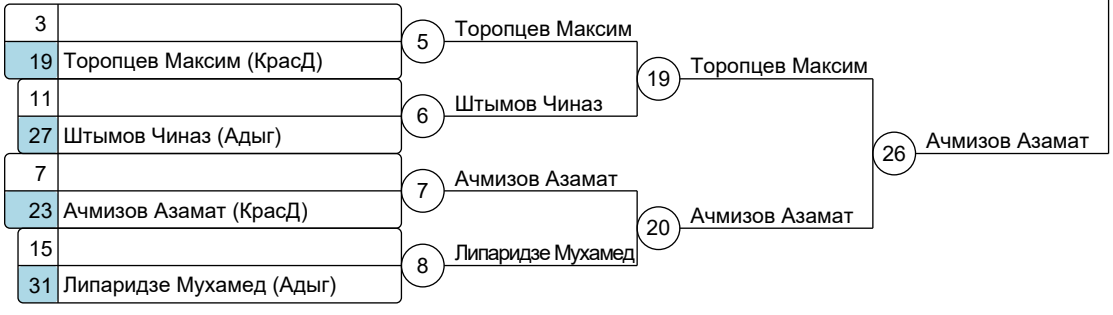 3
5 Торопцев Максим
19 Торопцев Максим (КрасД)
19 Торопцев Максим
11
6 Штымов Чиназ
27 Штымов Чиназ (Адыг)
26 Ачмизов Азамат
7
7 Ачмизов Азамат
23 Ачмизов Азамат (КрасД)
20 Ачмизов Азамат
15
8 Липаридзе Мухамед
31 Липаридзе Мухамед (Адыг)